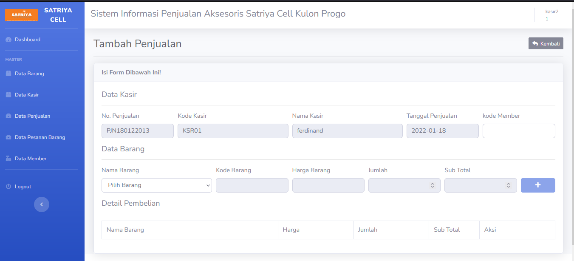 SATRIYA
SATRIYA CELL
Sistem Informasi Penjualan Aksesoris Satriya Cell Kulon Progo
Dashboard
MASTER
Data Barang
Data Kasir
Data Penjualan
Data Pesanan Barang
Data Member
Logout
Tambah Penjualan
Kembali
Isi Form Dibawah Ini!
Data Kasir
No. Penjualan Kode Kasir Nama Kasir Tanggal Penjualan kode Member
PJN180122013 KSR01 ferdinand 2022-01-18
Data Barang
Nama Barang Kode Barang Harga Barang Jumlah Sub Total
Pilih Barang
+
Detail Pembelian
Nama Barang Harga Jumlah Sub Total Aksi